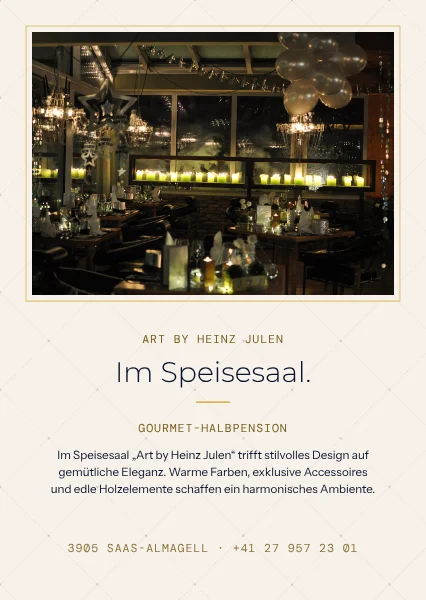 ART BY HEINZ JULEN
Im Speisesaal.
GOURMET-HALBPENSION
Im Speisesaal „Art by Heinz Julen“ trifft stilvolles Design auf
gemütliche Eleganz. Warme Farben, exklusive Accessoires
und edle Holzelemente schaffen ein harmonisches Ambiente.
3905 SAAS-ALMAGELL · +41 27 957 23 01